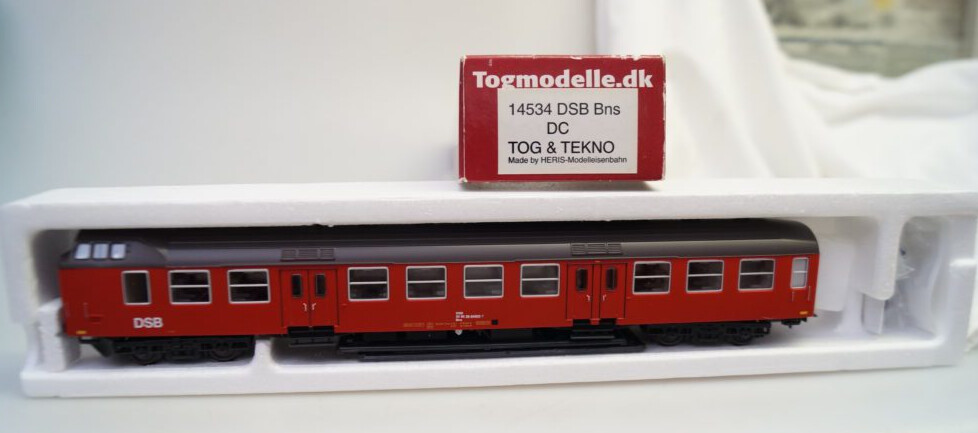 Togmodelle.dk
14534 DSB Bns
DC
TOG & TEKNO
Made by HERIS-Modelleisenbahn
DSB